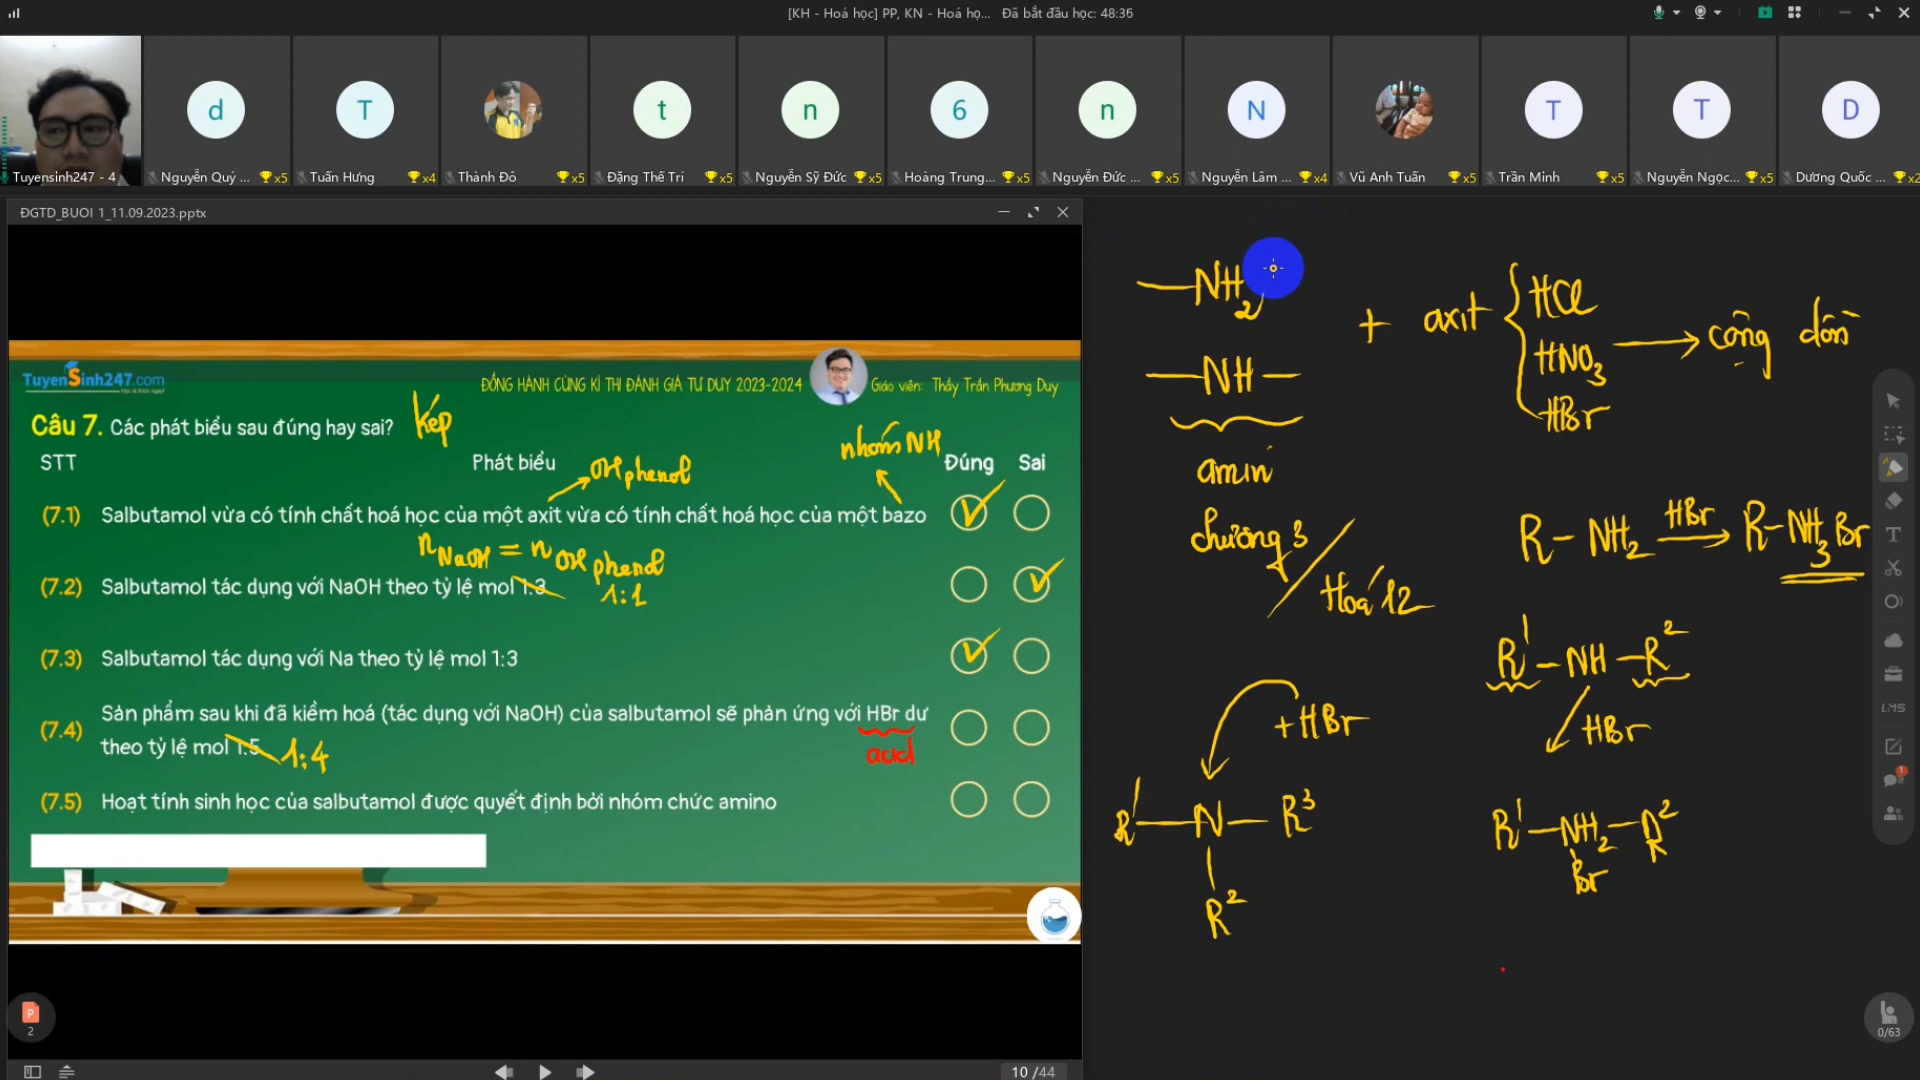 [KH - Hoá học] PP, KN - Hoá họ... Đã bắt đầu học: 48:36
d
T
t
n
6
n
N
T
T
D
Tuyensinh247 - 4
Nguyễn Quý ... x5
Tuấn Hưng x4
Thành Đô x5
Đặng Thế Trí x5
Nguyễn Sỹ Đức x5
Hoàng Trung... x5
Nguyễn Đức ... x5
Nguyễn Lâm ... x4
Vũ Anh Tuấn x5
Trần Minh x5
Nguyễn Ngọc... x5
Dương Quốc ... x2
ĐGTD_BUOI 1_11.09.2023.pptx
TuyenSinh247.com
ĐỒNG HÀNH CÙNG KÌ THI ĐÁNH GIÁ TƯ DUY 2023-2024
Giáo viên: Thầy Trần Phương Duy
Câu 7. Các phát biểu sau đúng hay sai? kép
STT Phát biểu Đúng Sai
OH phenol
nhóm NH
(7.1) Salbutamol vừa có tính chất hoá học của một axit vừa có tính chất hoá học của một bazo
n NaOH = n OH phenol
(7.2) Salbutamol tác dụng với NaOH theo tỷ lệ mol 1:3
1:1
(7.3) Salbutamol tác dụng với Na theo tỷ lệ mol 1:3
(7.4) Sản phẩm sau khi đã kiềm hoá (tác dụng với NaOH) của salbutamol sẽ phản ứng với HBr dư
theo tỷ lệ mol 1:5 1:4
acid
(7.5) Hoạt tính sinh học của salbutamol được quyết định bởi nhóm chức amino
—NH2,
—NH—
amin
chương 3 / Hoá 12
+ axit { HCl
HNO3 → cộng dồn
HBr
R-NH2 HBr→ R-NH3Br
R1-NH-R2
HBr
R1-NH2-R2
Br
+HBr
R1-N-R3
R2
LMS
1
P
2
10 /44
0/63